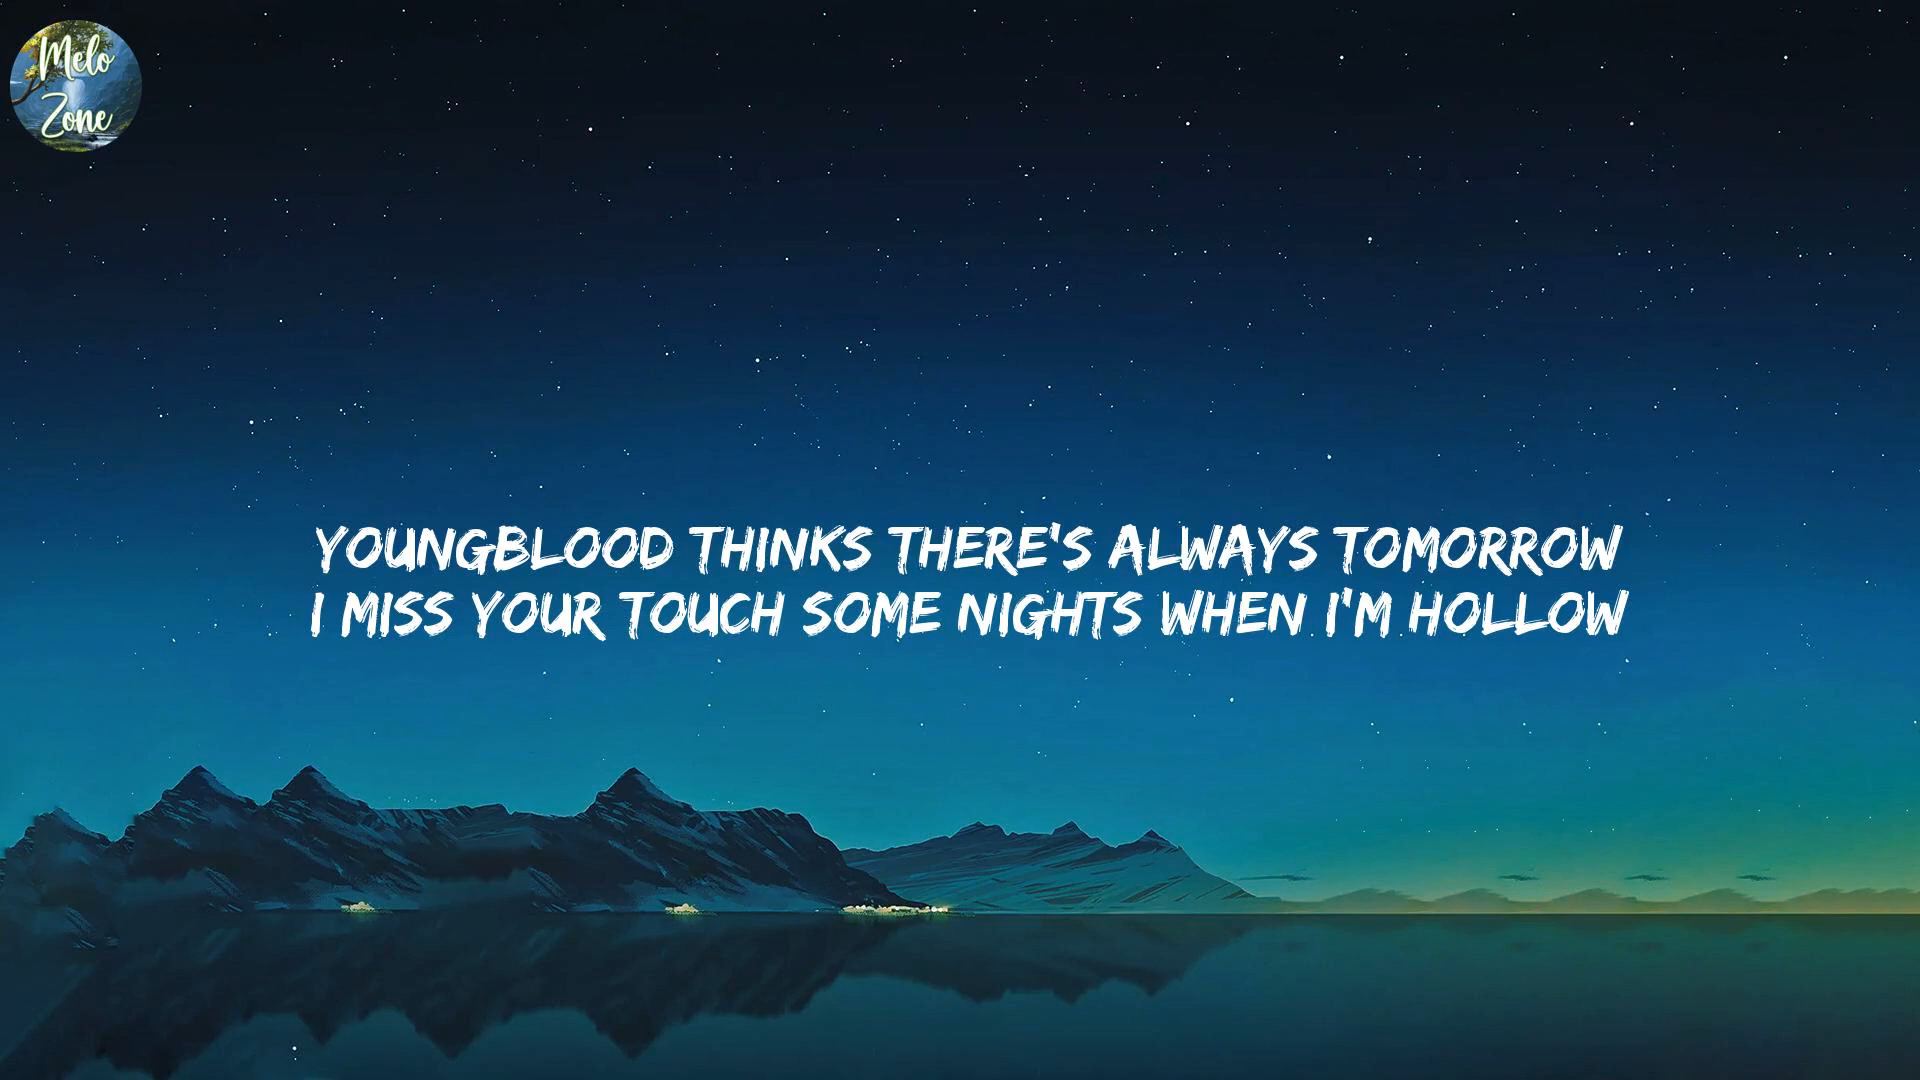 Melo
Zone
YOUNGBLOOD THINKS THERE'S ALWAYS TOMORROW
I MISS YOUR TOUCH SOME NIGHTS WHEN I'M HOLLOW